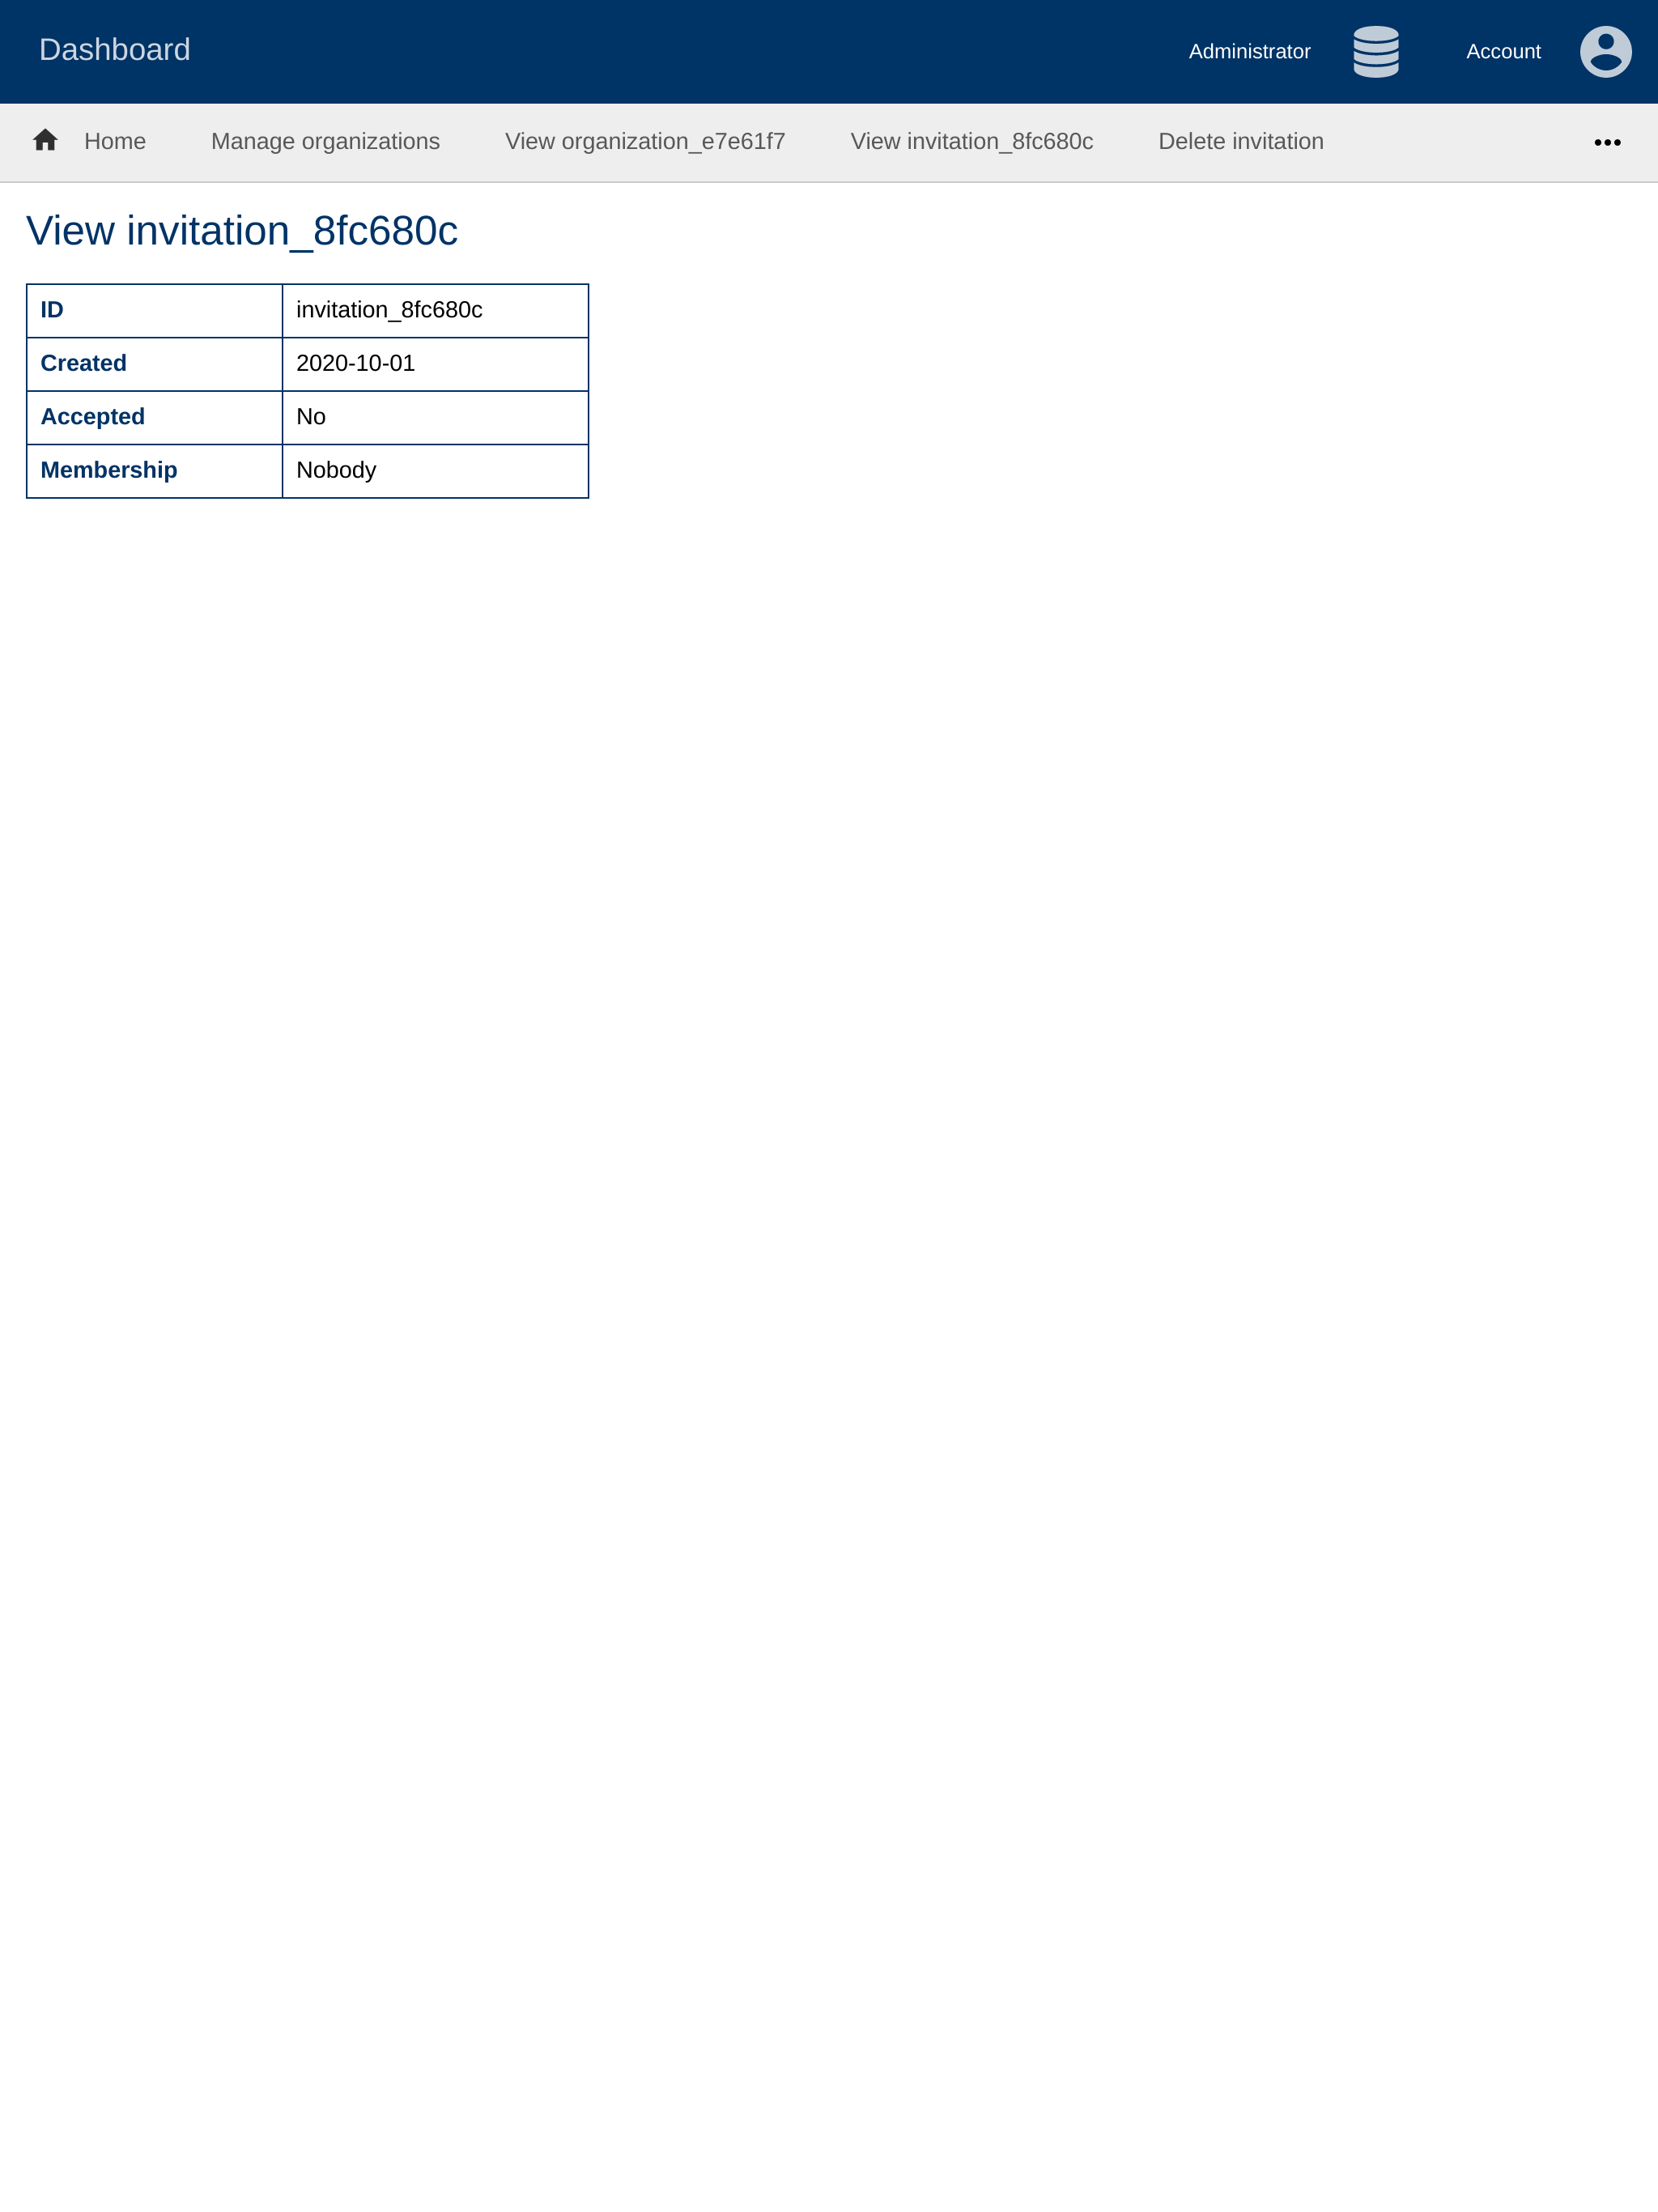 Dashboard
Administrator
Account
Home
Manage organizations
View organization_e7e61f7
View invitation_8fc680c
Delete invitation
View invitation_8fc680c
ID invitation_8fc680c
Created 2020-10-01
Accepted No
Membership Nobody